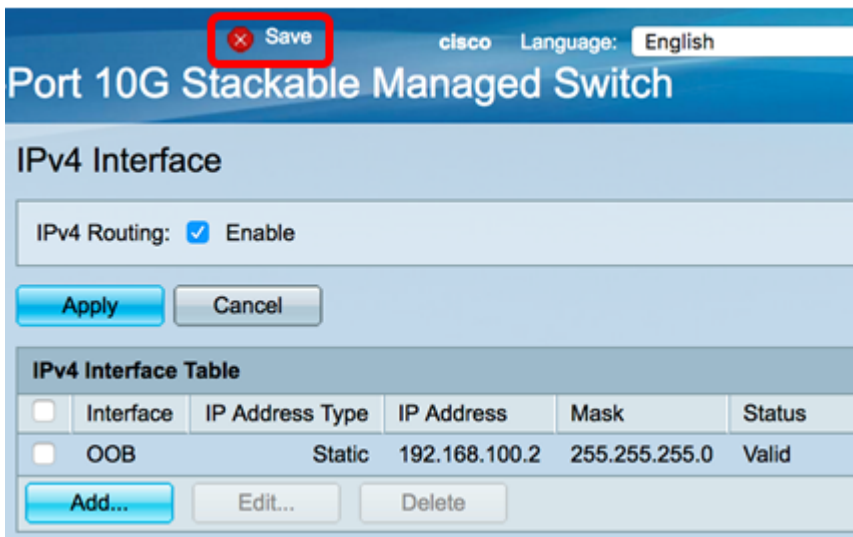 Save cisco Language: English
Port 10G Stackable Managed Switch
IPv4 Interface
IPv4 Routing: Enable
Apply Cancel
IPv4 Interface Table
Interface IP Address Type IP Address Mask Status
OOB Static 192.168.100.2 255.255.255.0 Valid
Add... Edit... Delete